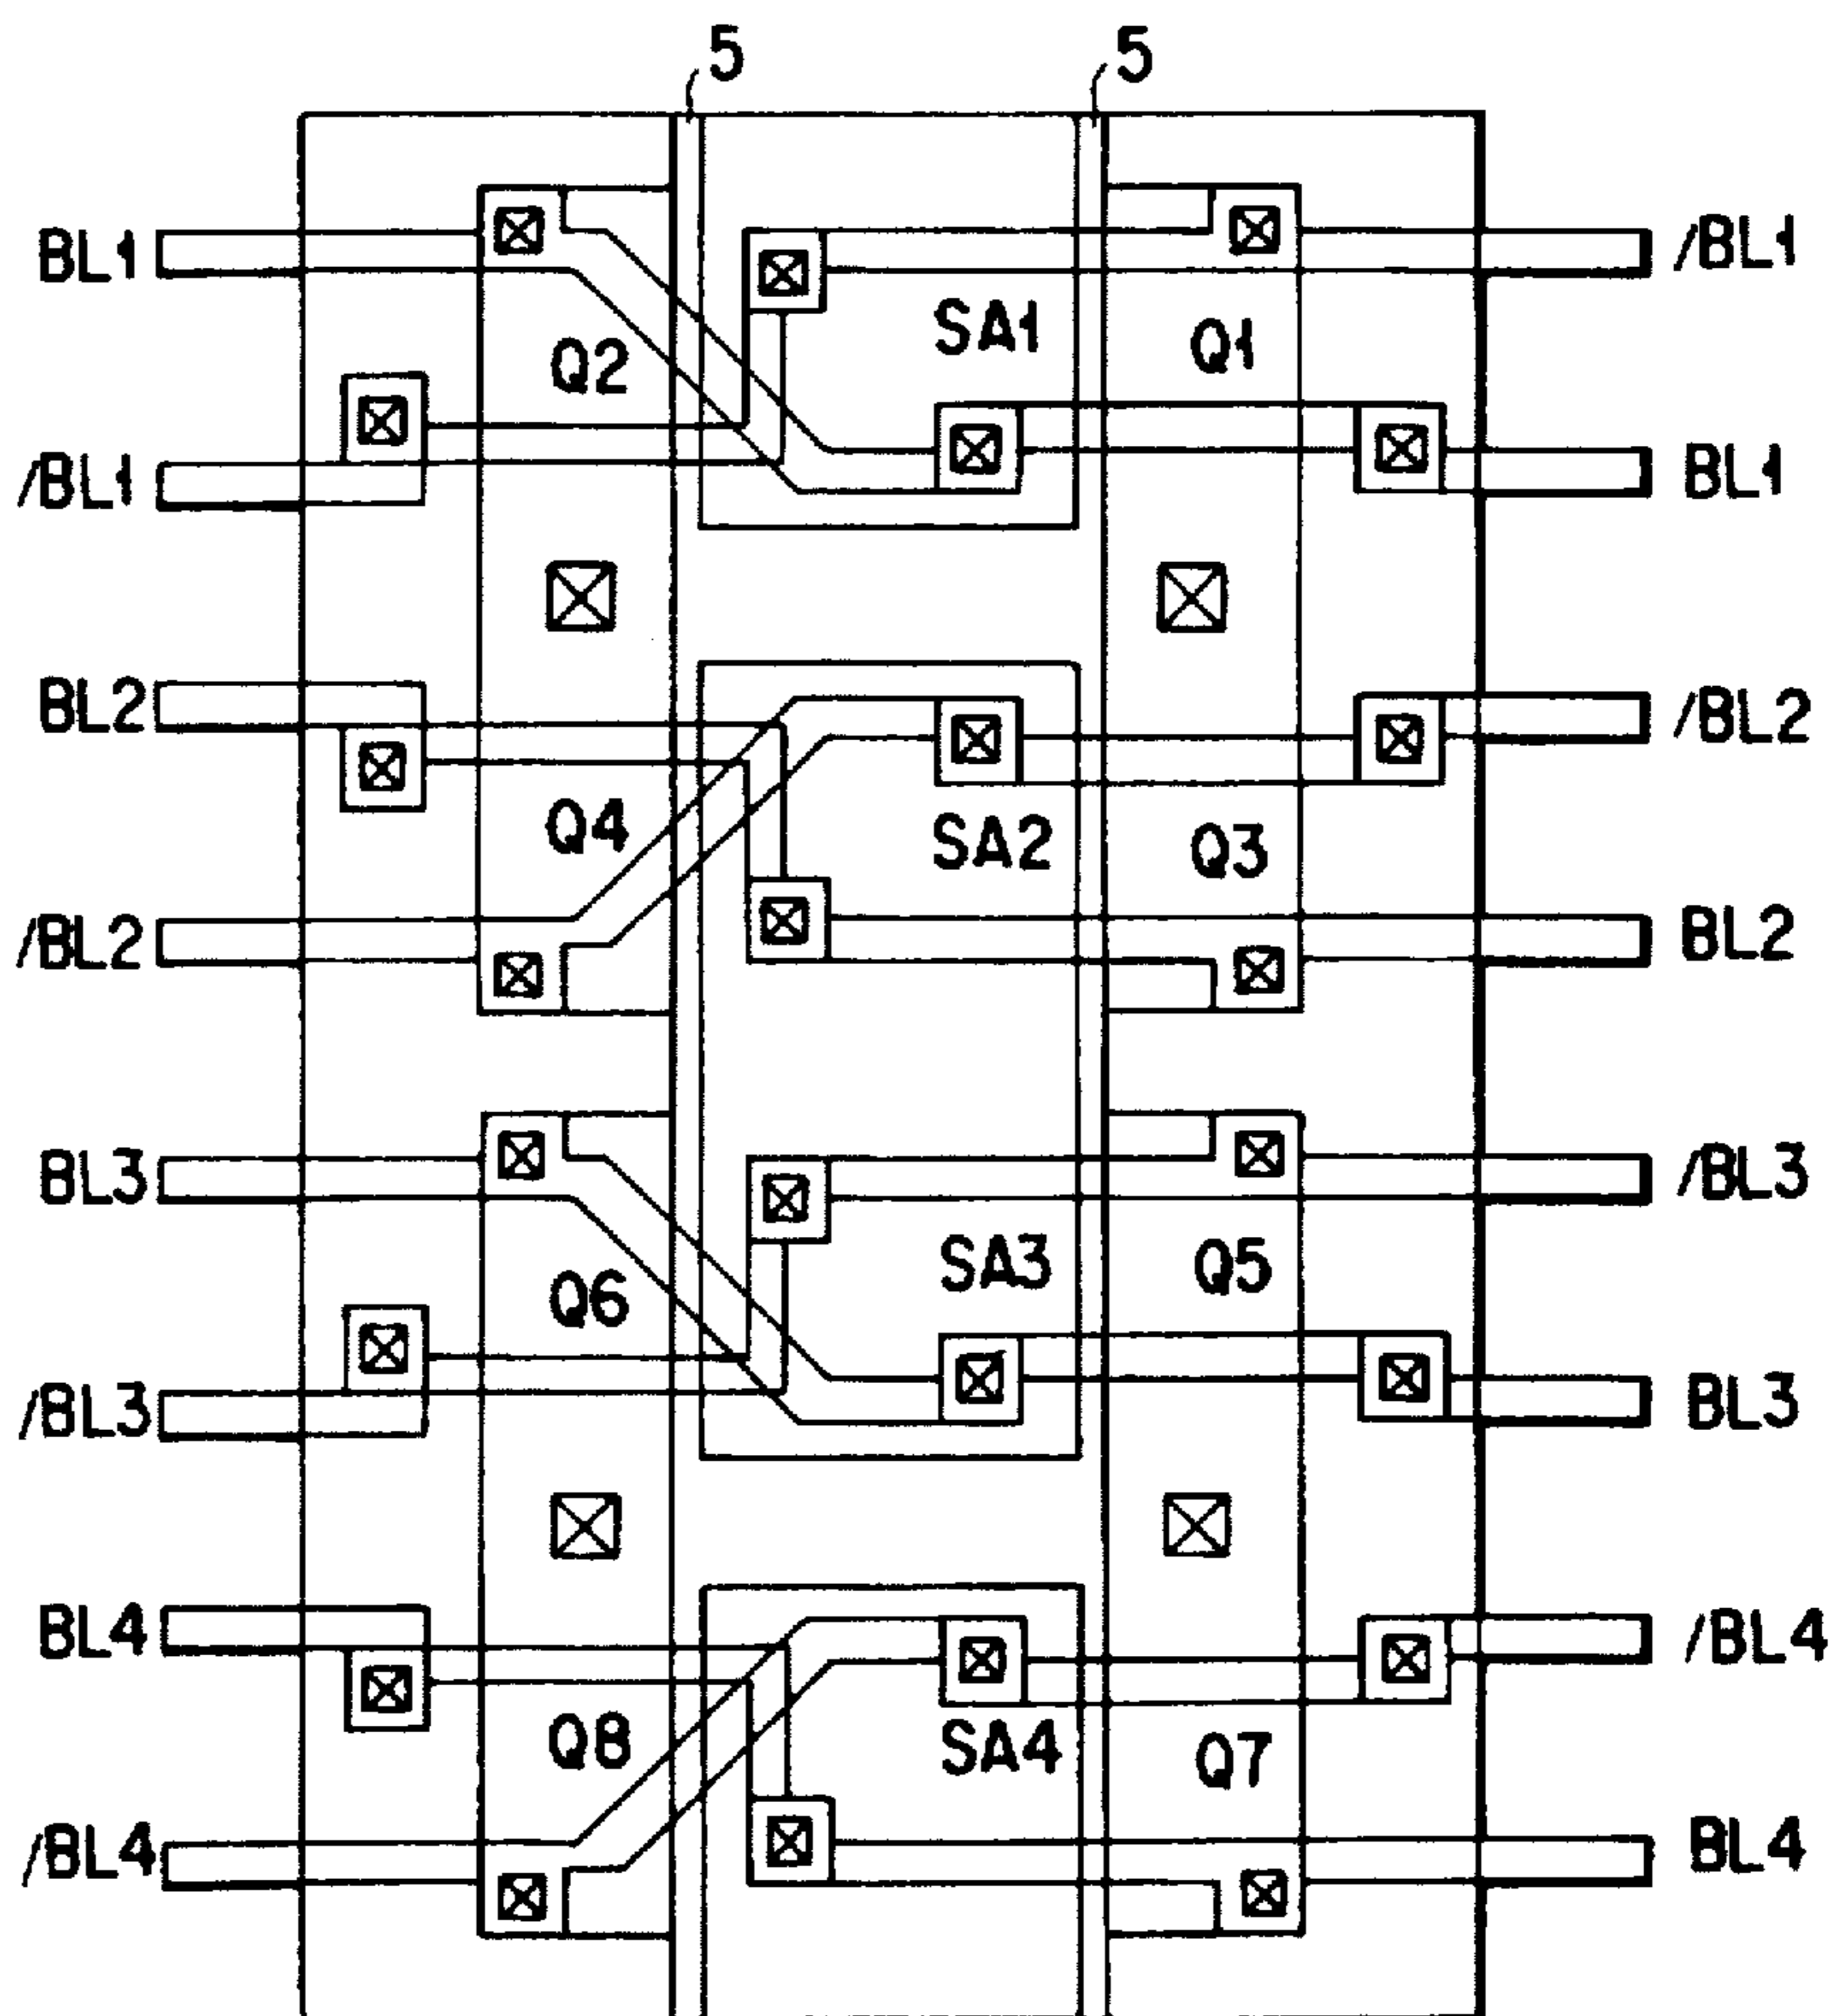 5 5
BL1 /BL1
SA1
Q2 Q1
/BL1 BL1
BL2 /BL2
Q4 SA2 Q3
/BL2 BL2
BL3 /BL3
Q6 SA3 Q5
/BL3 BL3
BL4 /BL4
Q8 SA4 Q7
/BL4 BL4